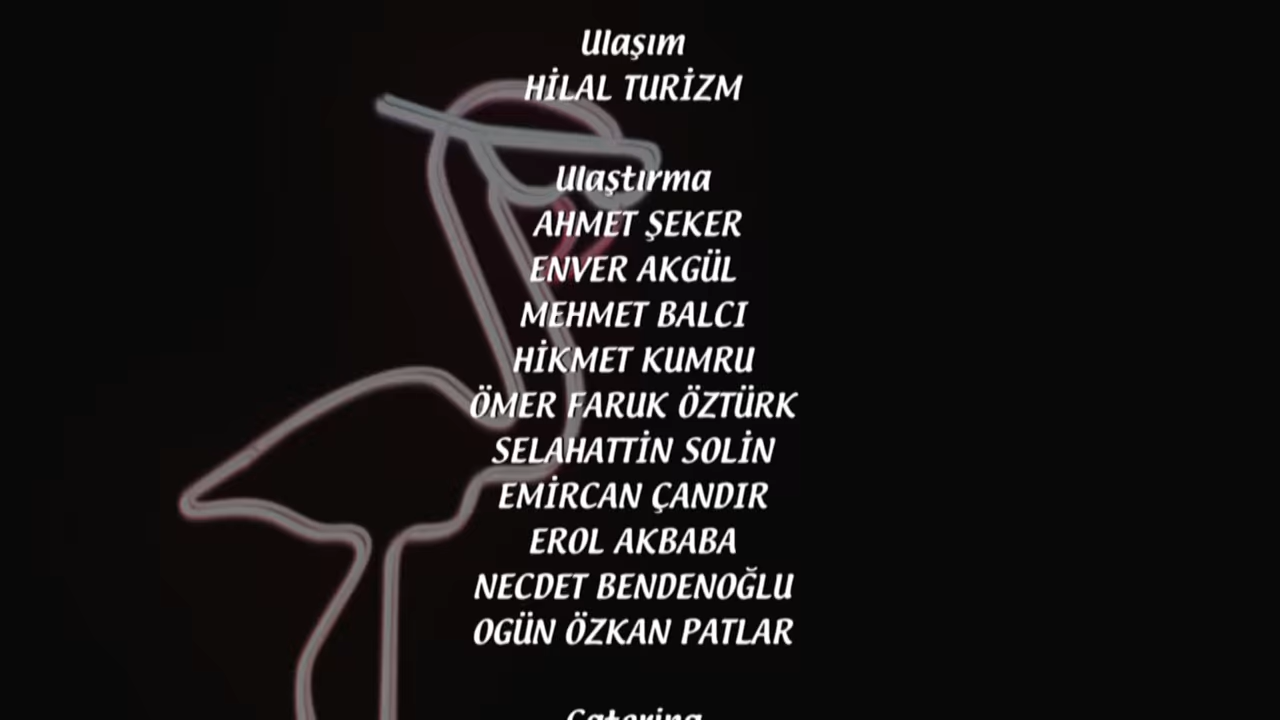 Ulaşım
HİLAL TURİZM
Ulaştırma
AHMET ŞEKER
ENVER AKGÜL
MEHMET BALCI
HİKMET KUMRU
ÖMER FARUK ÖZTÜRK
SELAHATTİN SOLİN
EMİRCAN ÇANDIR
EROL AKBABA
NECDET BENDENOĞLU
OGÜN ÖZKAN PATLAR
Catering